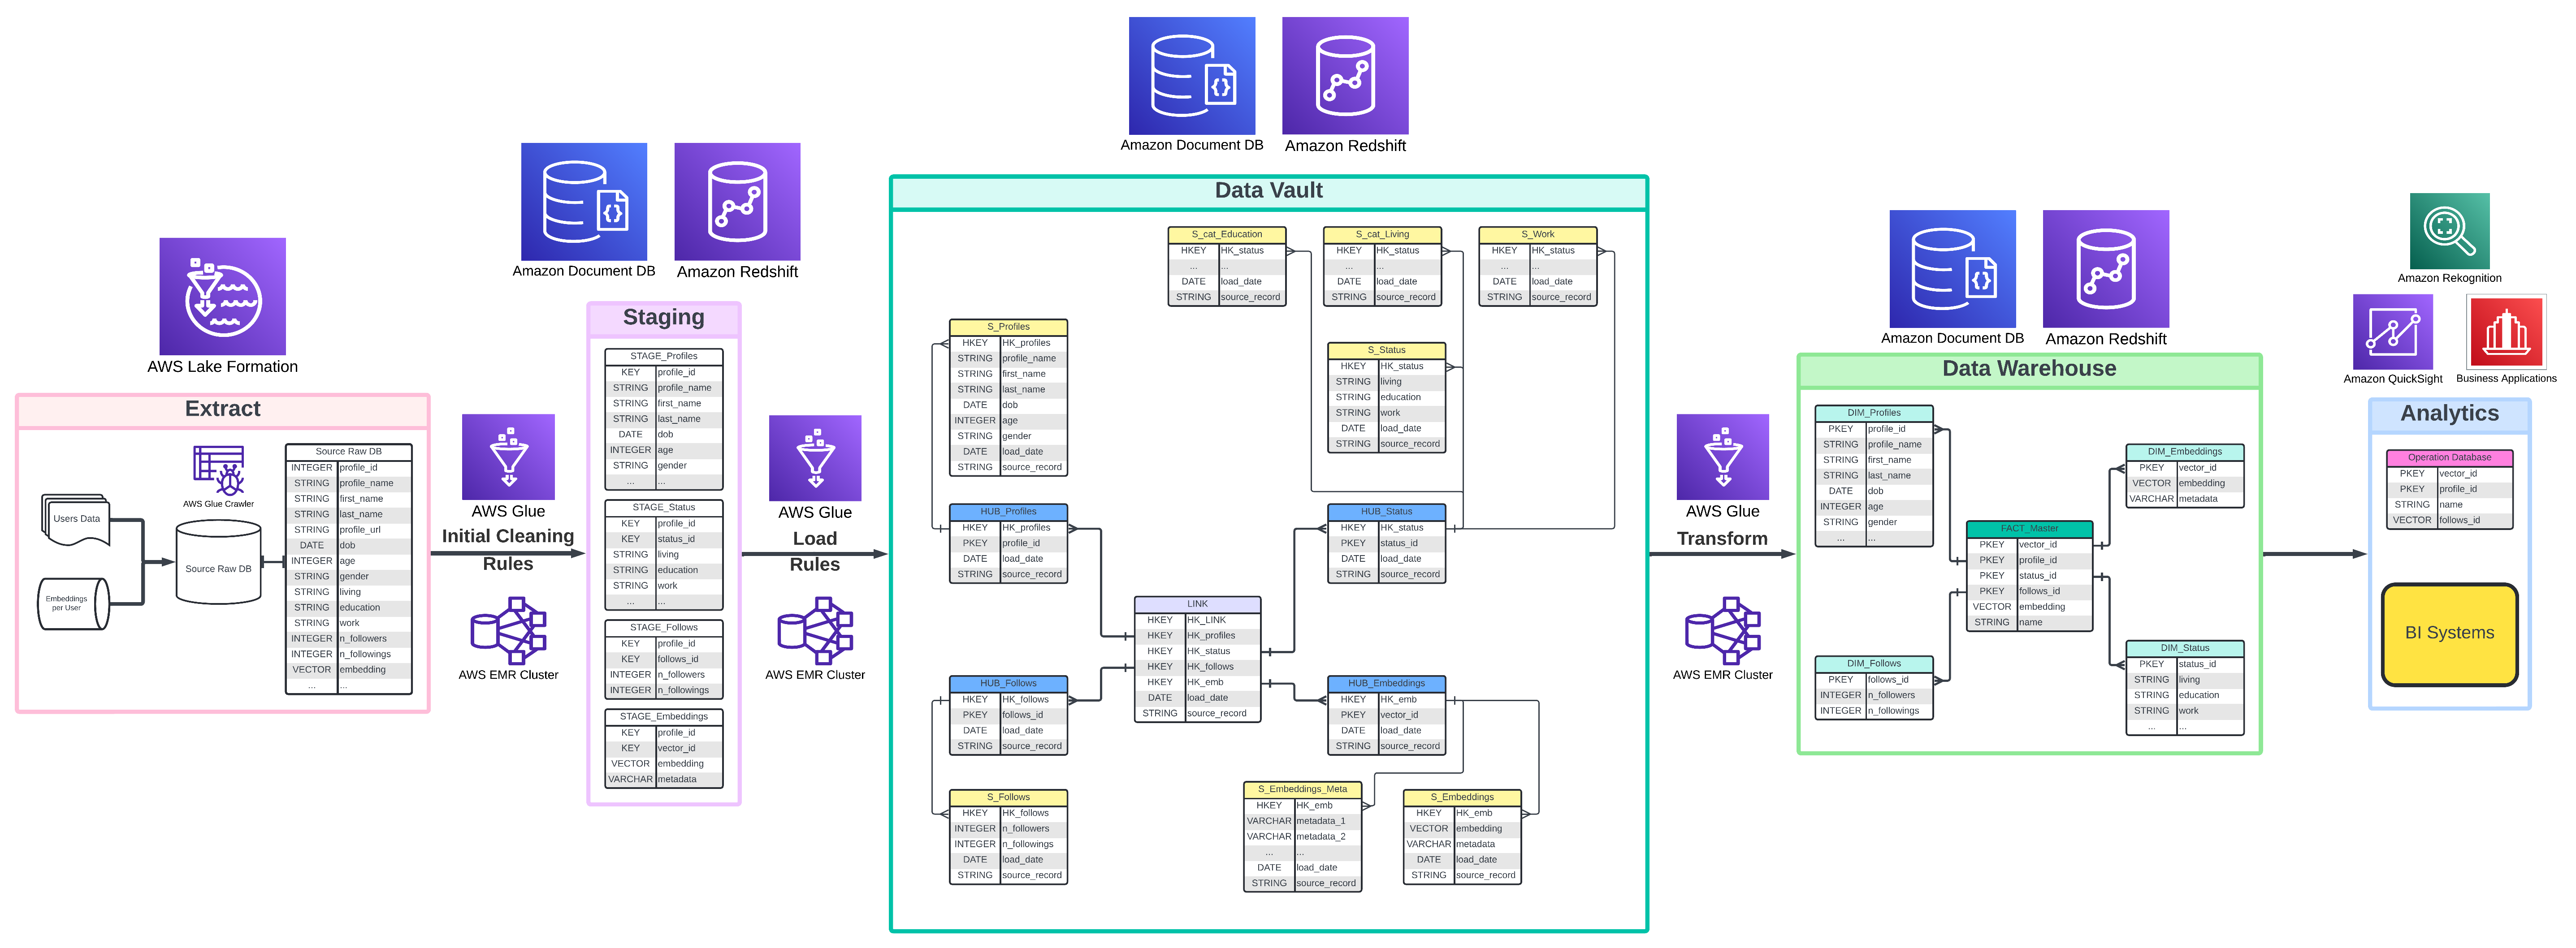 AWS Lake Formation
Extract
Users Data
Embeddings
per User
AWS Glue Crawler
Source Raw DB
Source Raw DB
INTEGER profile_id
STRING profile_name
STRING first_name
STRING last_name
STRING profile_url
DATE dob
INTEGER age
STRING gender
STRING living
STRING education
STRING work
INTEGER n_followers
INTEGER n_followings
VECTOR embedding
... ...
AWS Glue
Initial Cleaning
Rules
AWS EMR Cluster
Amazon Document DB
Amazon Redshift
Staging
STAGE_Profiles
KEY profile_id
STRING profile_name
STRING first_name
STRING last_name
DATE dob
INTEGER age
STRING gender
... ...
STAGE_Status
KEY profile_id
KEY status_id
STRING living
STRING education
STRING work
... ...
STAGE_Follows
KEY profile_id
KEY follows_id
INTEGER n_followers
INTEGER n_followings
STAGE_Embeddings
KEY profile_id
KEY vector_id
VECTOR embedding
VARCHAR metadata
AWS Glue
Load
Rules
AWS EMR Cluster
Amazon Document DB
Amazon Redshift
Data Vault
S_cat_Education
HKEY HK_status
... ...
DATE load_date
STRING source_record
S_cat_Living
HKEY HK_status
... ...
DATE load_date
STRING source_record
S_Work
HKEY HK_status
... ...
DATE load_date
STRING source_record
S_Profiles
HKEY HK_profiles
STRING profile_name
STRING first_name
STRING last_name
DATE dob
INTEGER age
STRING gender
DATE load_date
STRING source_record
S_Status
HKEY HK_status
STRING living
STRING education
STRING work
DATE load_date
STRING source_record
HUB_Profiles
HKEY HK_profiles
PKEY profile_id
DATE load_date
STRING source_record
HUB_Status
HKEY HK_status
PKEY status_id
DATE load_date
STRING source_record
LINK
HKEY HK_LINK
HKEY HK_profiles
HKEY HK_status
HKEY HK_follows
HKEY HK_emb
DATE load_date
STRING source_record
HUB_Follows
HKEY HK_follows
PKEY follows_id
DATE load_date
STRING source_record
HUB_Embeddings
HKEY HK_emb
PKEY vector_id
DATE load_date
STRING source_record
S_Follows
HKEY HK_follows
INTEGER n_followers
INTEGER n_followings
DATE load_date
STRING source_record
S_Embeddings_Meta
HKEY HK_emb
VARCHAR metadata_1
VARCHAR metadata_2
... ...
DATE load_date
STRING source_record
S_Embeddings
HKEY HK_emb
VECTOR embedding
VARCHAR metadata
DATE load_date
STRING source_record
AWS Glue
Transform
AWS EMR Cluster
Amazon Document DB
Amazon Redshift
Data Warehouse
DIM_Profiles
PKEY profile_id
STRING profile_name
STRING first_name
STRING last_name
DATE dob
INTEGER age
STRING gender
... ...
DIM_Embeddings
PKEY vector_id
VECTOR embedding
VARCHAR metadata
FACT_Master
PKEY vector_id
PKEY profile_id
PKEY status_id
PKEY follows_id
VECTOR embedding
STRING name
DIM_Follows
PKEY follows_id
INTEGER n_followers
INTEGER n_followings
DIM_Status
PKEY status_id
STRING living
STRING education
STRING work
... ...
Amazon Rekognition
Amazon QuickSight
Business Applications
Analytics
Operation Database
PKEY vector_id
PKEY profile_id
STRING name
VECTOR follows_id
BI Systems